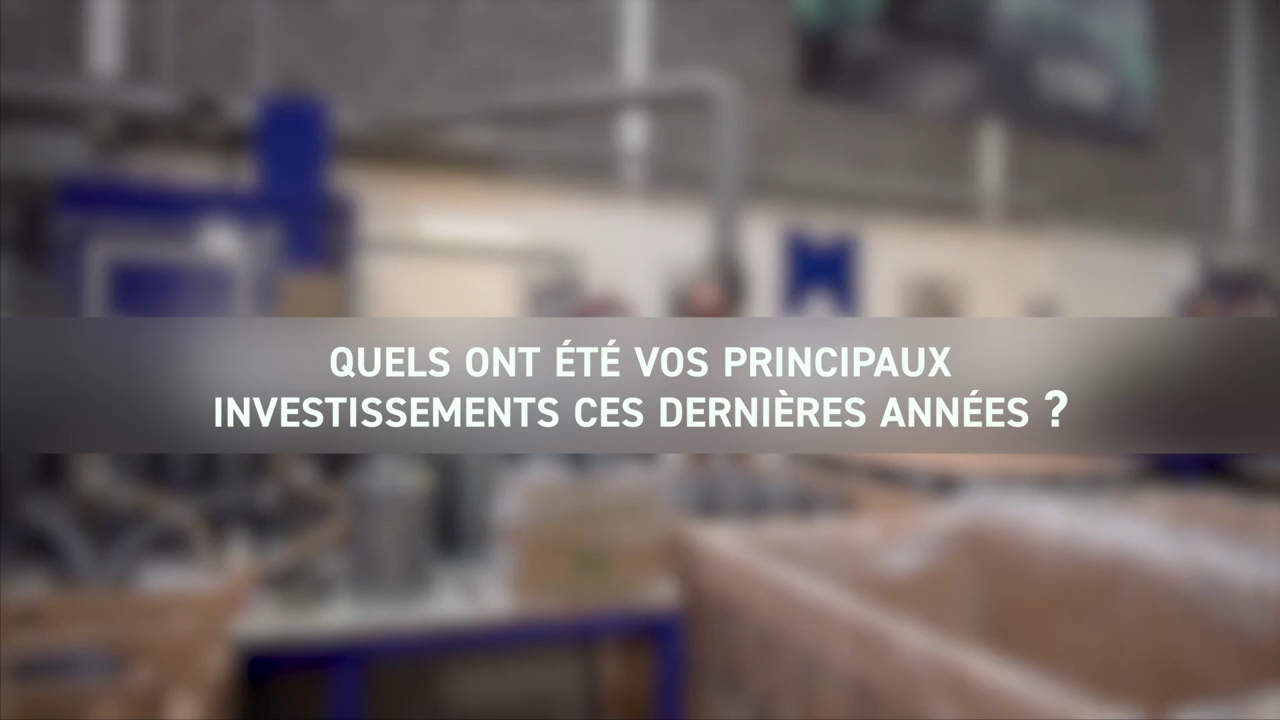 QUELS ONT ÉTÉ VOS PRINCIPAUX
INVESTISSEMENTS CES DERNIÈRES ANNÉES ?